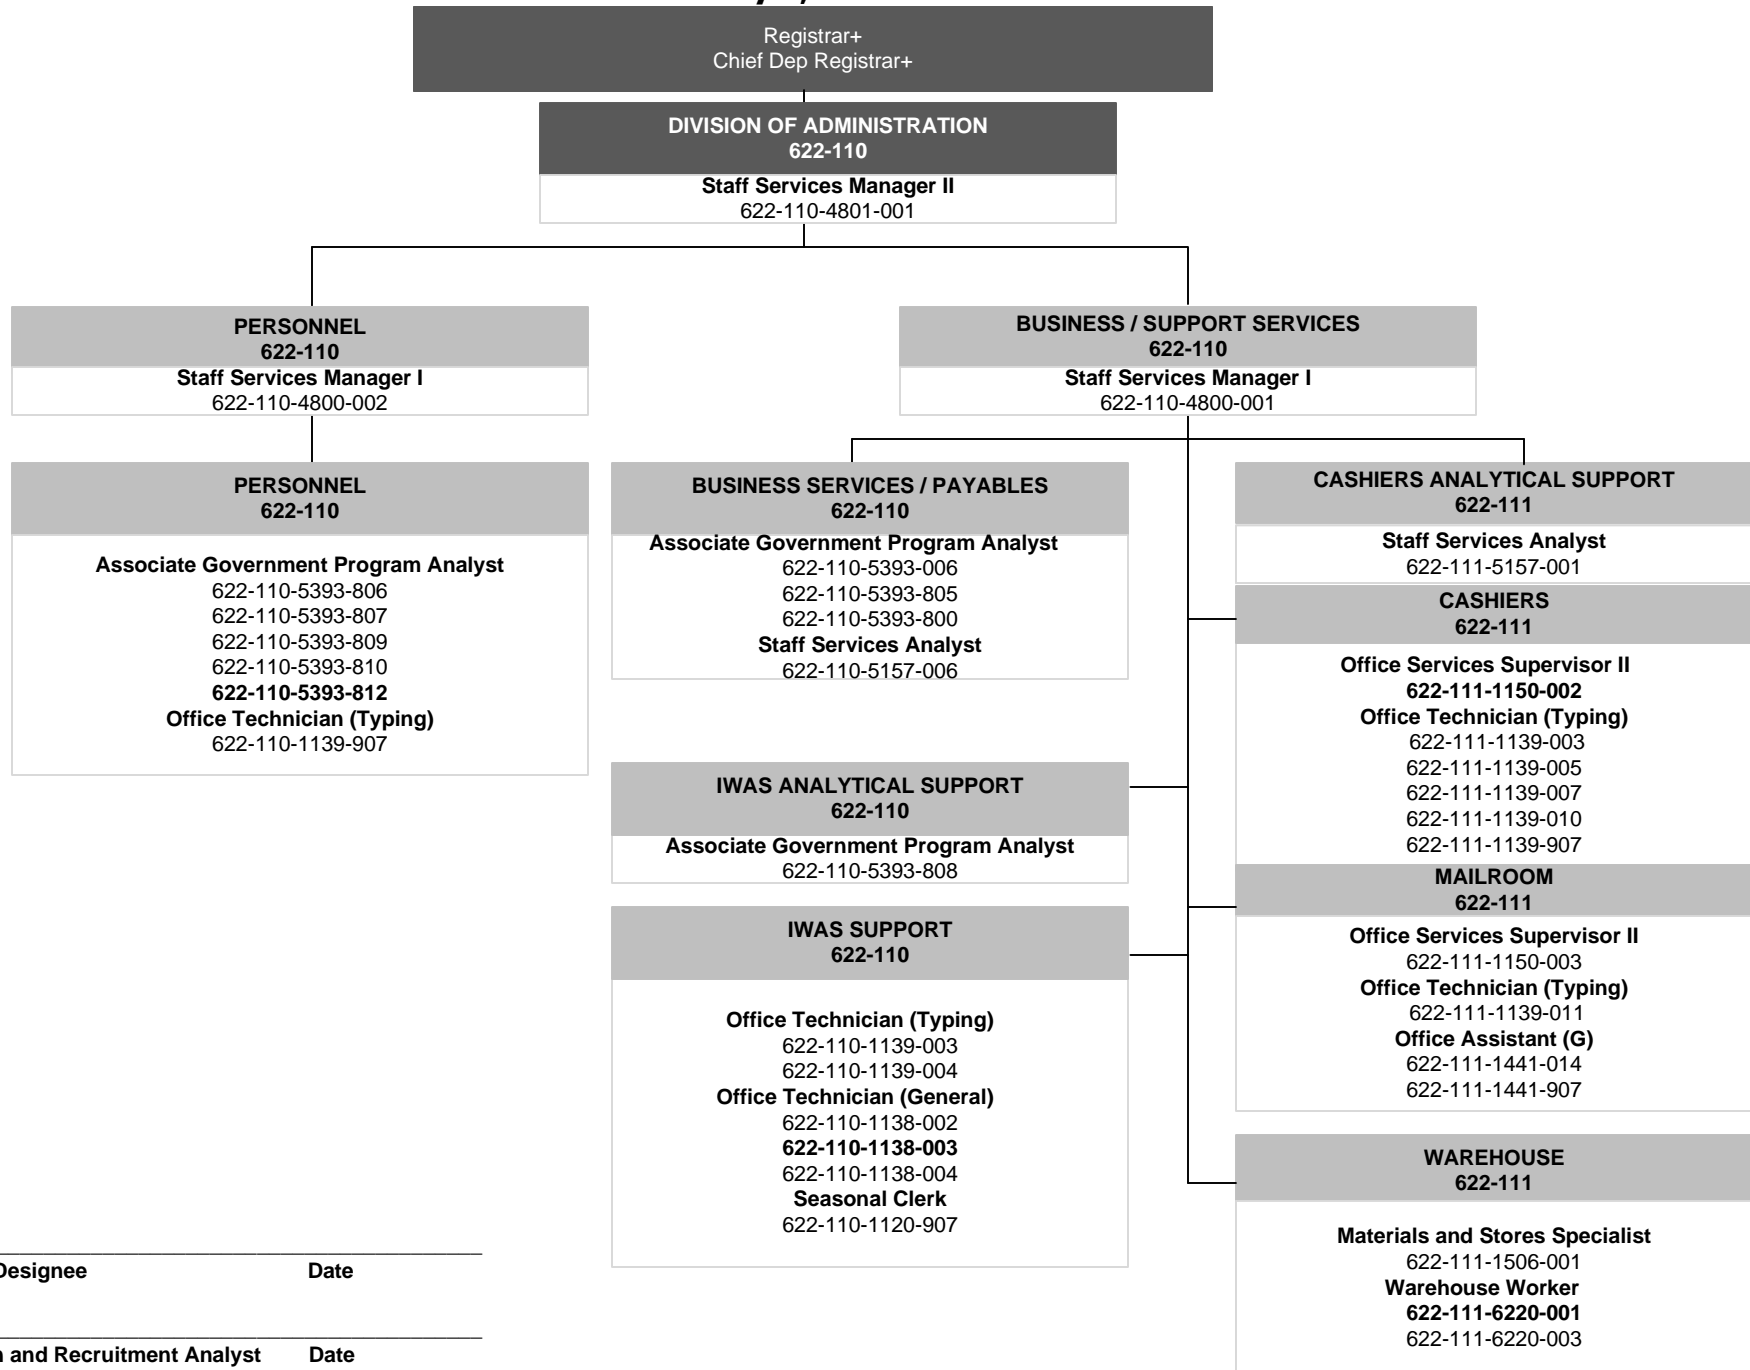 Registrar+
Chief Dep Registrar+
DIVISION OF ADMINISTRATION
622-110
Staff Services Manager II
622-110-4801-001
PERSONNEL
622-110
Staff Services Manager I
622-110-4800-002
BUSINESS / SUPPORT SERVICES
622-110
Staff Services Manager I
622-110-4800-001
PERSONNEL
622-110
Associate Government Program Analyst
622-110-5393-806
622-110-5393-807
622-110-5393-809
622-110-5393-810
622-110-5393-812
Office Technician (Typing)
622-110-1139-907
BUSINESS SERVICES / PAYABLES
622-110
Associate Government Program Analyst
622-110-5393-006
622-110-5393-805
622-110-5393-800
Staff Services Analyst
622-110-5157-006
IWAS ANALYTICAL SUPPORT
622-110
Associate Government Program Analyst
622-110-5393-808
IWAS SUPPORT
622-110
Office Technician (Typing)
622-110-1139-003
622-110-1139-004
Office Technician (General)
622-110-1138-002
622-110-1138-003
622-110-1138-004
Seasonal Clerk
622-110-1120-907
CASHIERS ANALYTICAL SUPPORT
622-111
Staff Services Analyst
622-111-5157-001
CASHIERS
622-111
Office Services Supervisor II
622-111-1150-002
Office Technician (Typing)
622-111-1139-003
622-111-1139-005
622-111-1139-007
622-111-1139-010
622-111-1139-907
MAILROOM
622-111
Office Services Supervisor II
622-111-1150-003
Office Technician (Typing)
622-111-1139-011
Office Assistant (G)
622-111-1441-014
622-111-1441-907
WAREHOUSE
622-111
Materials and Stores Specialist
622-111-1506-001
Warehouse Worker
622-111-6220-001
622-111-6220-003
Designee Date
and Recruitment Analyst Date